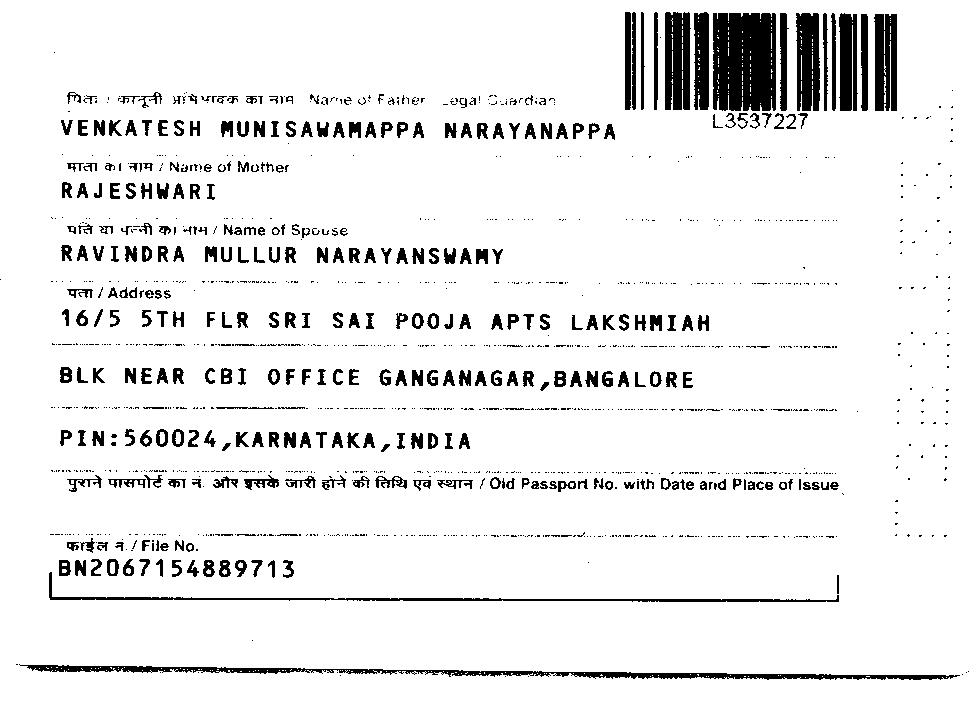 L3537227
पिता / कानूनी अभिभावक का नाम Name of Father Legal Guardian
VENKATESH MUNISAWAMAPPA NARAYANAPPA
माता का नाम / Name of Mother
RAJESHWARI
पति या पत्नी का नाम / Name of Spouse
RAVINDRA MULLUR NARAYANSWAMY
पता / Address
16/5 5TH FLR SRI SAI POOJA APTS LAKSHMIAH
BLK NEAR CBI OFFICE GANGANAGAR,BANGALORE
PIN:560024,KARNATAKA,INDIA
पुराने पासपोर्ट का नं. और इसके जारी होने की तिथि एवं स्थान / Old Passport No. with Date and Place of Issue
फाईल नं. / File No.
BN2067154889713